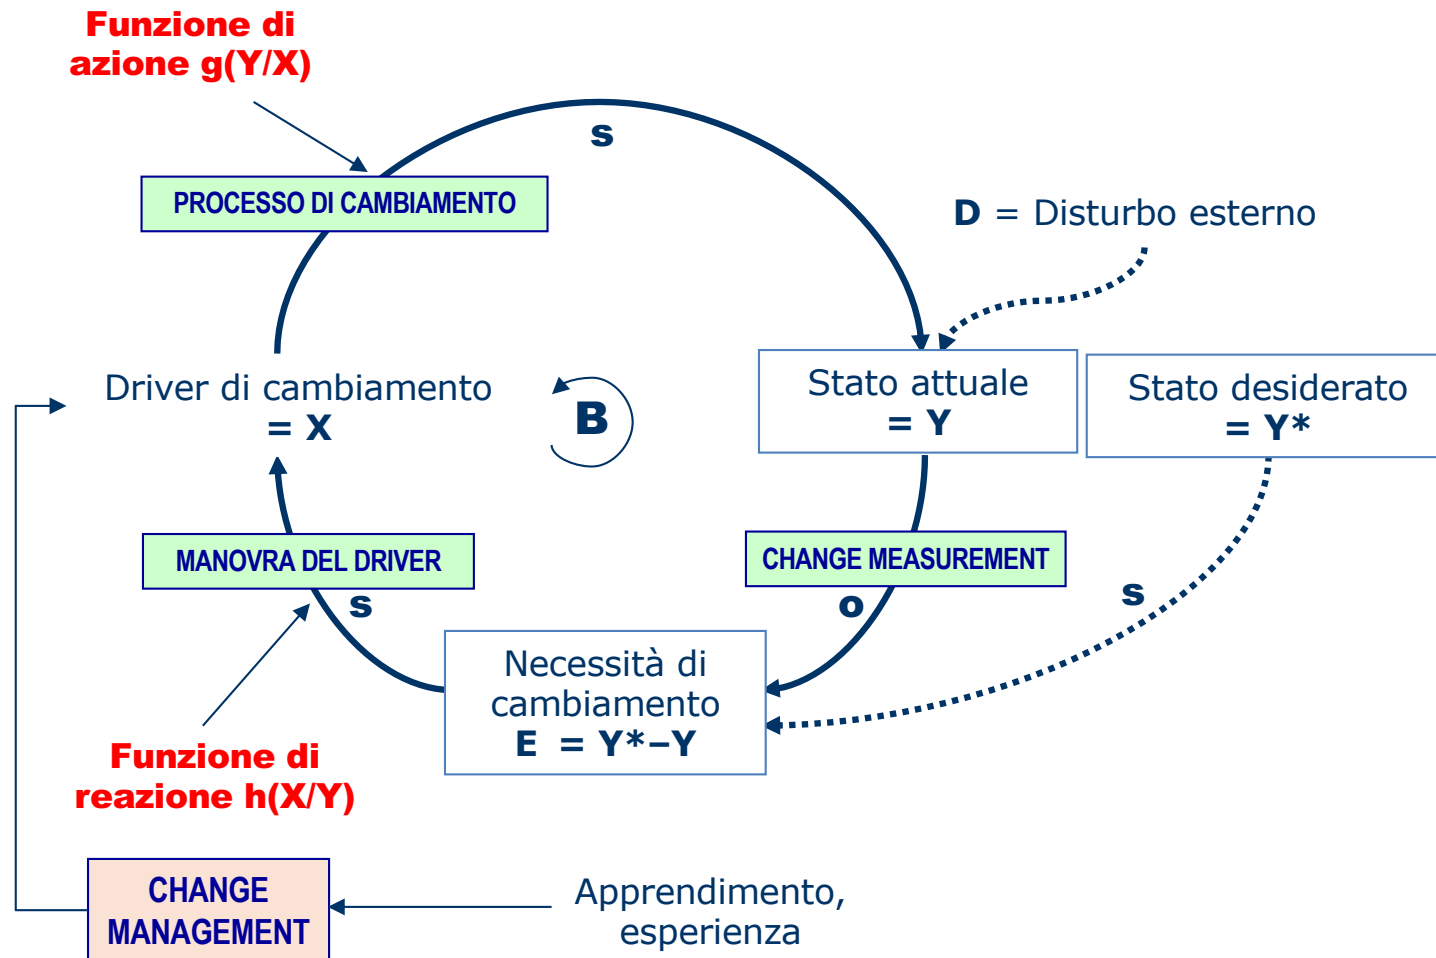 Funzione di
azione g(Y/X)
s
PROCESSO DI CAMBIAMENTO
D = Disturbo esterno
Driver di cambiamento
= X
B
Stato attuale
= Y
Stato desiderato
= Y*
MANOVRA DEL DRIVER
s
CHANGE MEASUREMENT
o
s
Necessità di
cambiamento
E = Y*–Y
Funzione di
reazione h(X/Y)
CHANGE
MANAGEMENT
Apprendimento,
esperienza